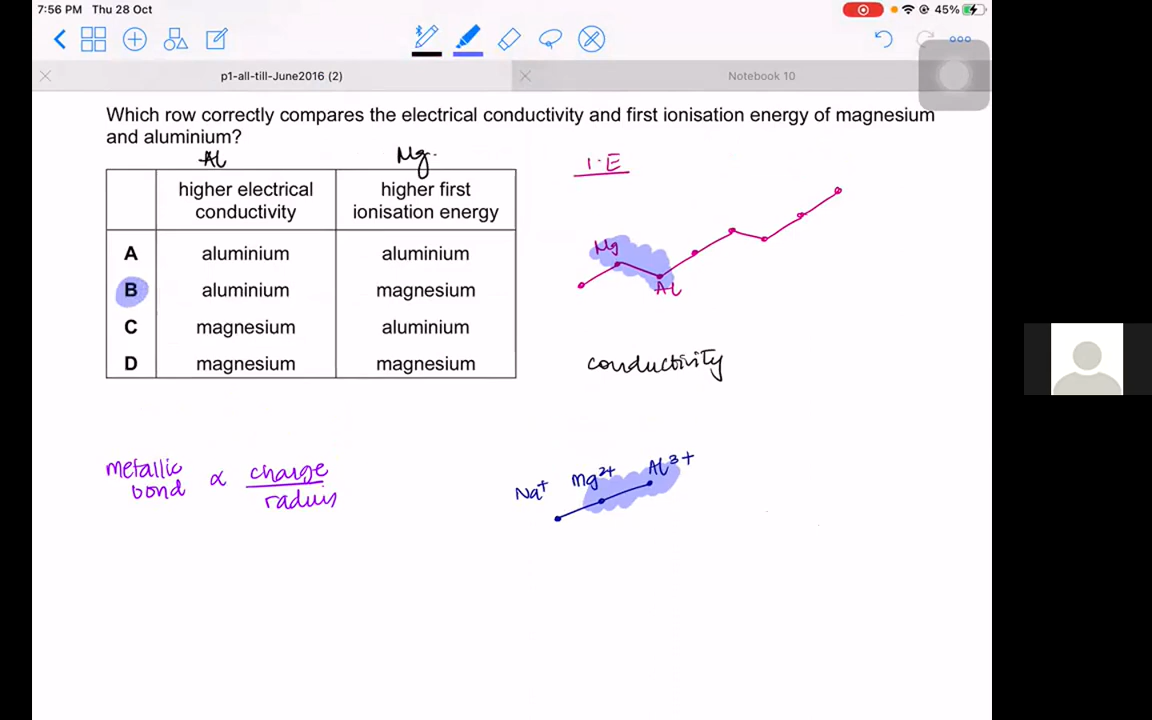 7:56 PM Thu 28 Oct
45%
p1-all-till-June2016 (2)
Notebook 10
Which row correctly compares the electrical conductivity and first ionisation energy of magnesium
and aluminium?
Al
Mg
higher electrical conductivity
higher first ionisation energy
A aluminium aluminium
B aluminium magnesium
C magnesium aluminium
D magnesium magnesium
I.E
Mg
Al
conductivity
metallic bond ∝ charge
radius
Na⁺ Mg²⁺ Al³⁺